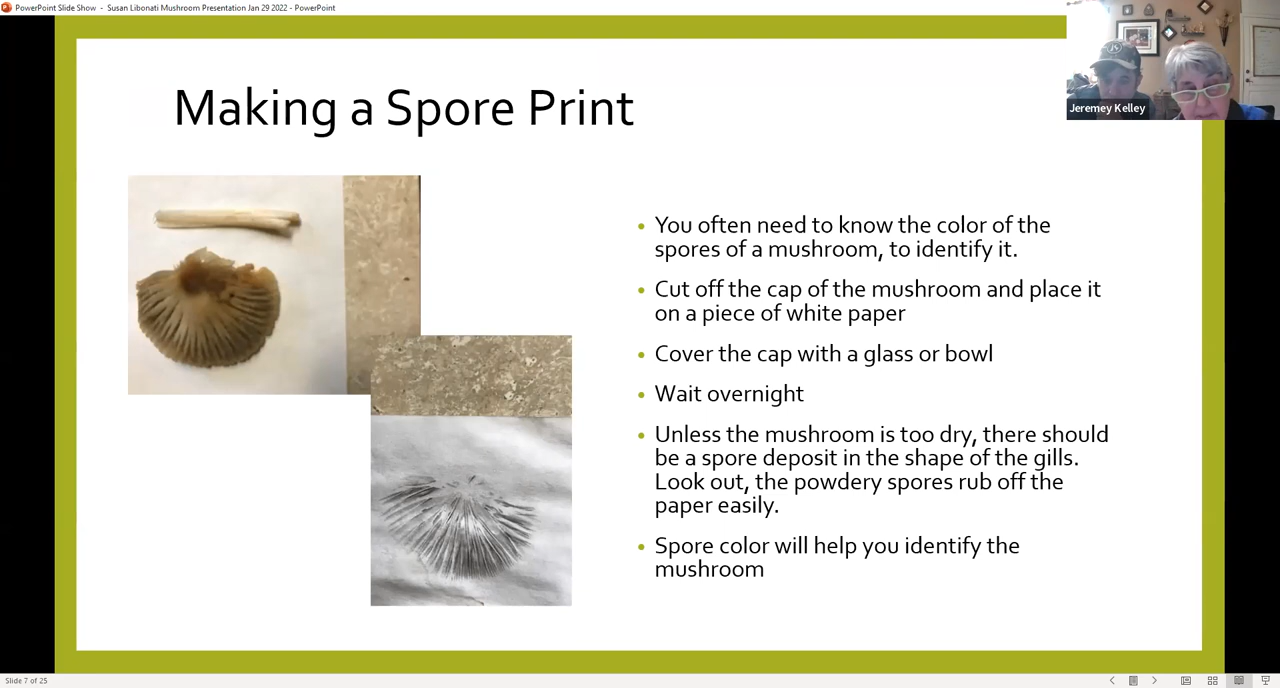 PowerPoint Slide Show - Susan Libonati Mushroom Presentation Jan 29 2022 - PowerPoint
Jeremey Kelley
Making a Spore Print
• You often need to know the color of the
spores of a mushroom, to identify it.
• Cut off the cap of the mushroom and place it
on a piece of white paper
• Cover the cap with a glass or bowl
• Wait overnight
• Unless the mushroom is too dry, there should
be a spore deposit in the shape of the gills.
Look out, the powdery spores rub off the
paper easily.
• Spore color will help you identify the
mushroom
Slide 7 of 25